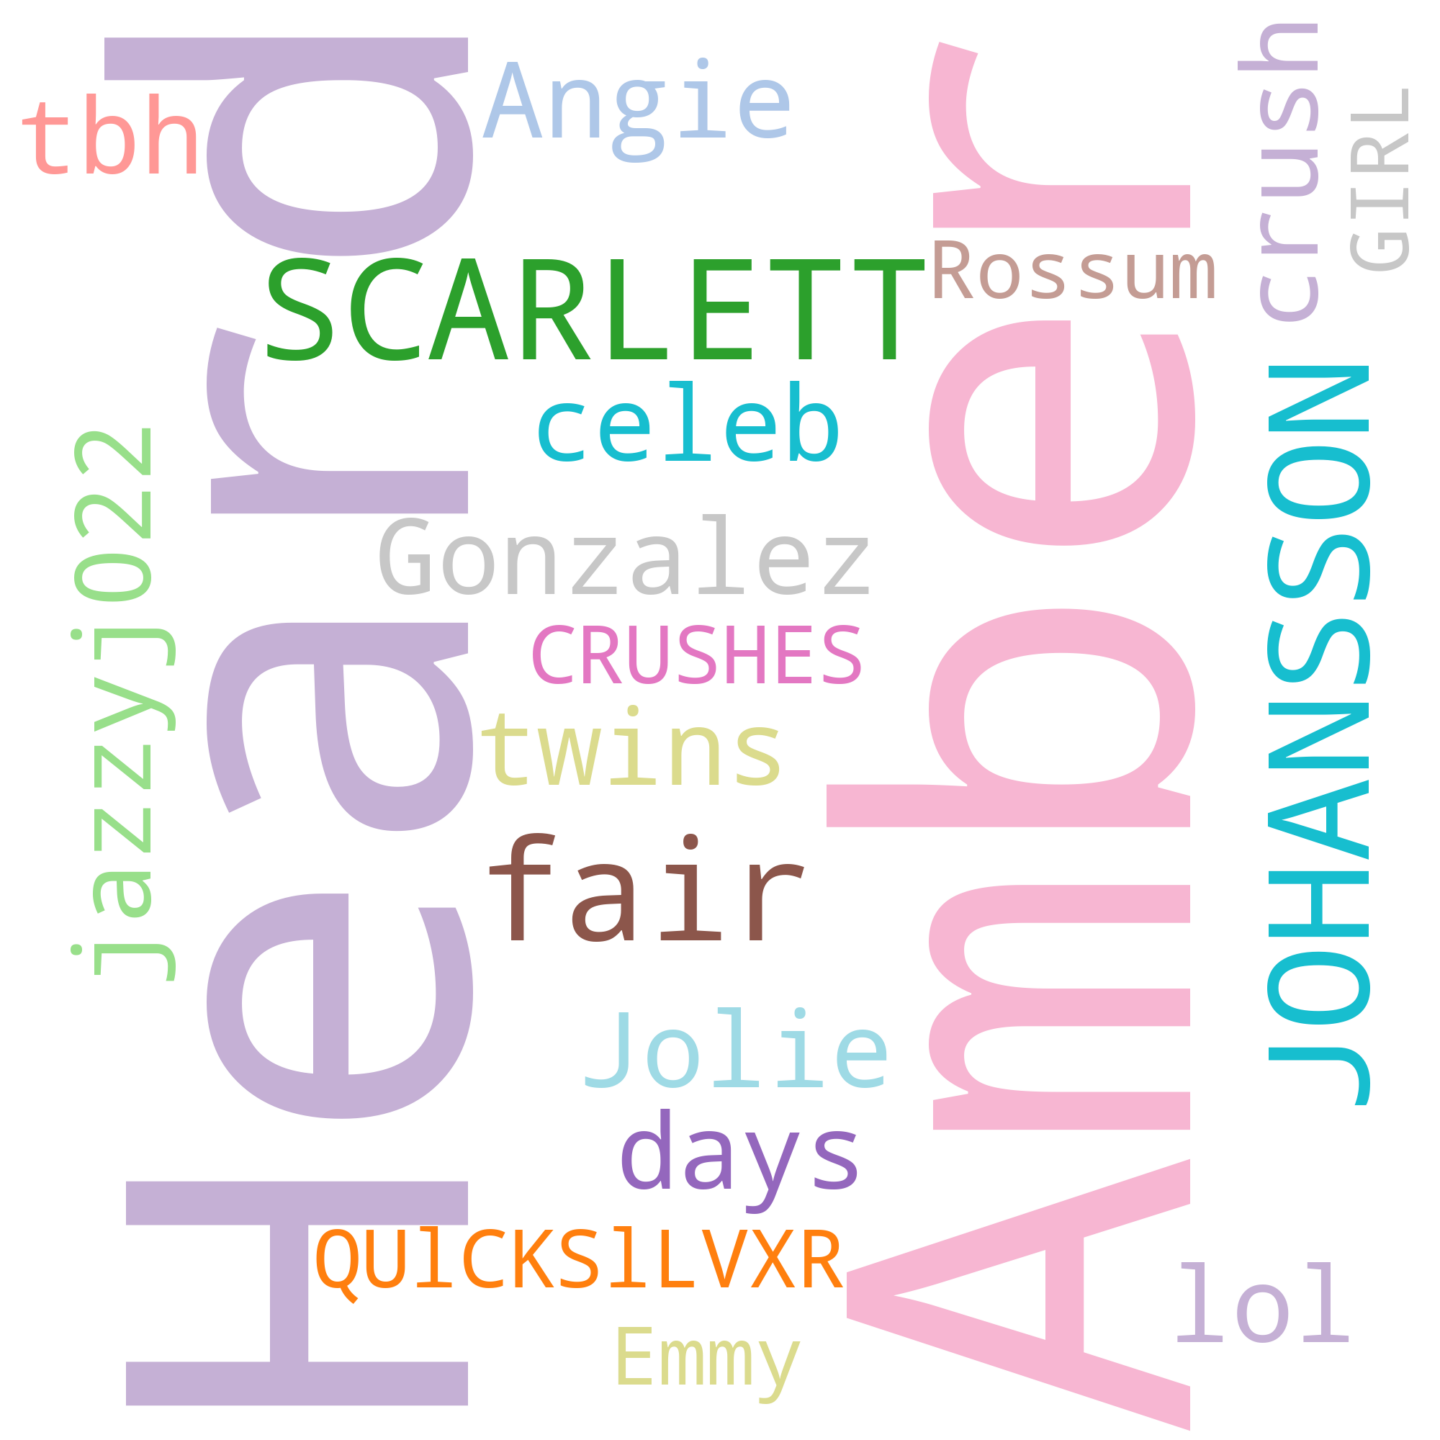 Heard
Amber
tbh
Angie
crush
GIRL
SCARLETT
Rossum
celeb
JOHANSSON
jazzyj022
Gonzalez
CRUSHES
twins
fair
Jolie
days
QUlCKSlLVXR
lol
Emmy